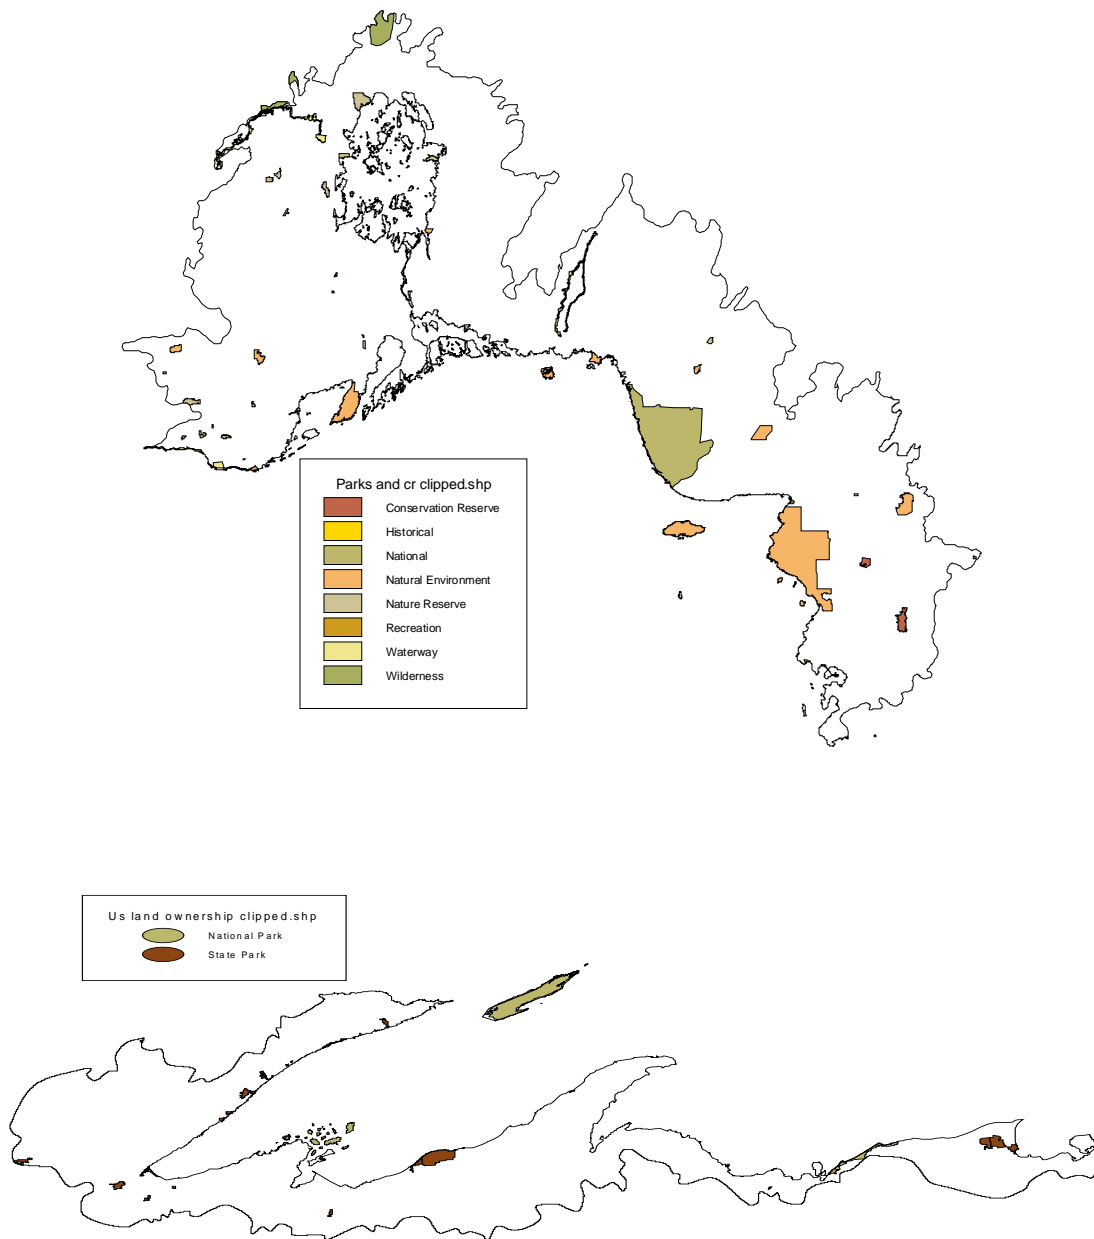 Parks and cr clipped.shp
Conservation Reserve
Historical
National
Natural Environment
Nature Reserve
Recreation
Waterway
Wilderness
Us land ownership clipped.shp
National Park
State Park